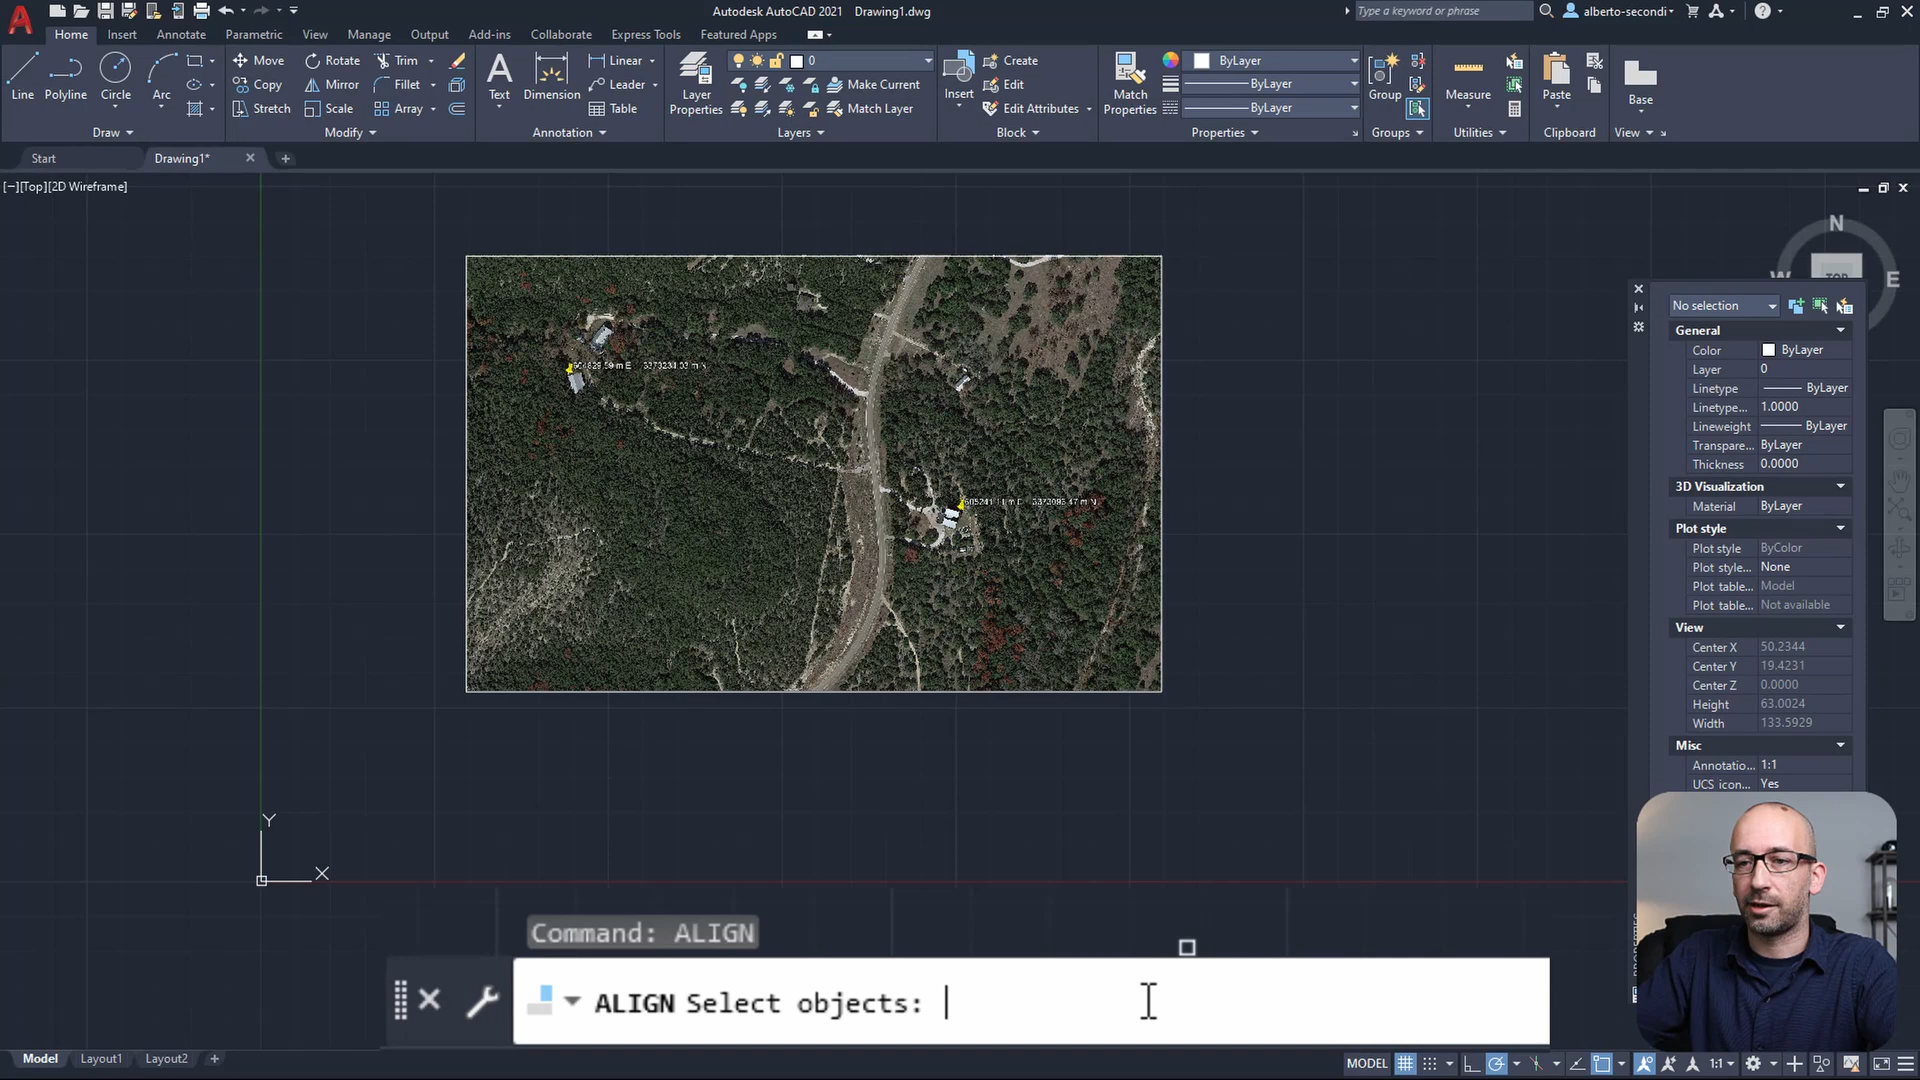 Autodesk AutoCAD 2021 Drawing1.dwg
Type a keyword or phrase
alberto-secondi
Home Insert Annotate Parametric View Manage Output Add-ins Collaborate Express Tools Featured Apps
Line
Polyline
Circle
Arc
Draw
Move
Copy
Stretch
Rotate
Mirror
Scale
Trim
Fillet
Array
Modify
Text
Dimension
Linear
Leader
Table
Annotation
Layer
Properties
0
Make Current
Match Layer
Layers
Insert
Create
Edit
Edit Attributes
Block
Match
Properties
ByLayer
ByLayer
ByLayer
Properties
Group
Groups
Measure
Utilities
Paste
Clipboard
Base
View
Start
Drawing1*
[−][Top][2D Wireframe]
N
W
E
TOP
No selection
General
Color ByLayer
Layer 0
Linetype ByLayer
Linetype... 1.0000
Lineweight ByLayer
Transpare... ByLayer
Thickness 0.0000
3D Visualization
Material ByLayer
Plot style
Plot style ByColor
Plot style... None
Plot table... Model
Plot table... Not available
View
Center X 50.2344
Center Y 19.4231
Center Z 0.0000
Height 63.0024
Width 133.5929
Misc
Annotatio... 1:1
UCS icon... Yes
PROPERTIES
Y
X
Command: ALIGN
ALIGN Select objects:
Model
Layout1
Layout2
MODEL
1:1